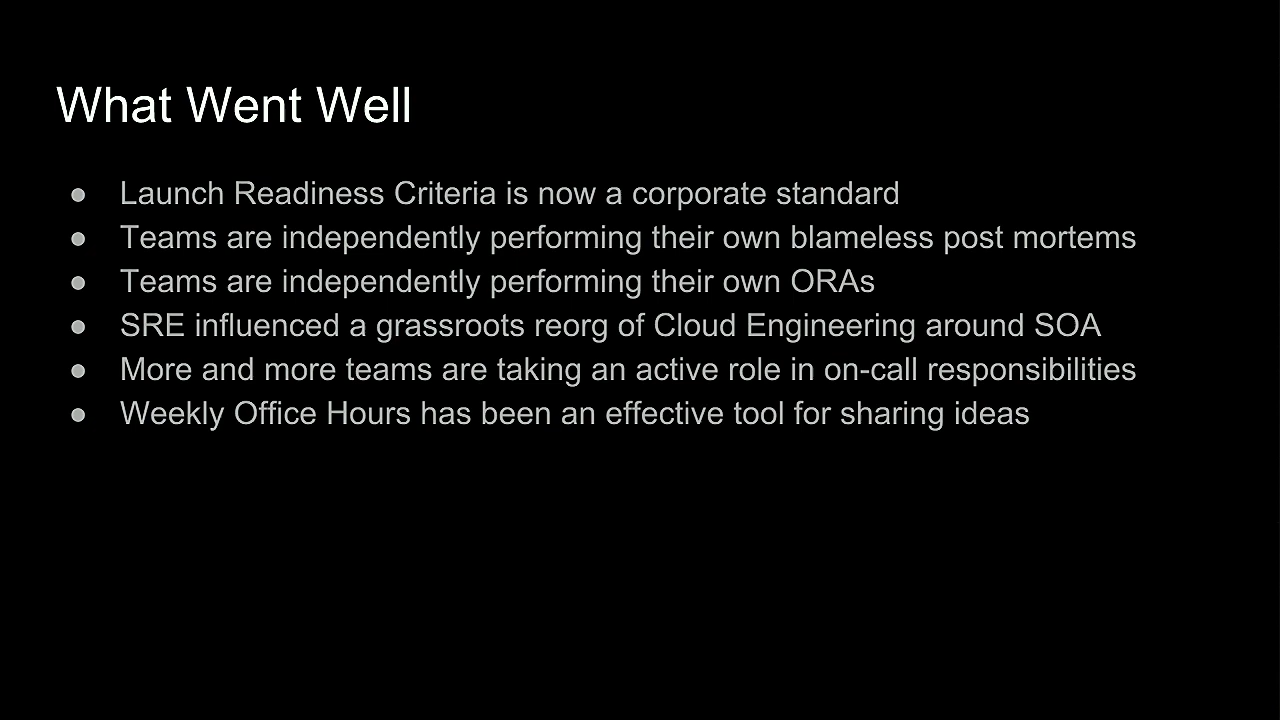 What Went Well
● Launch Readiness Criteria is now a corporate standard
● Teams are independently performing their own blameless post mortems
● Teams are independently performing their own ORAs
● SRE influenced a grassroots reorg of Cloud Engineering around SOA
● More and more teams are taking an active role in on-call responsibilities
● Weekly Office Hours has been an effective tool for sharing ideas